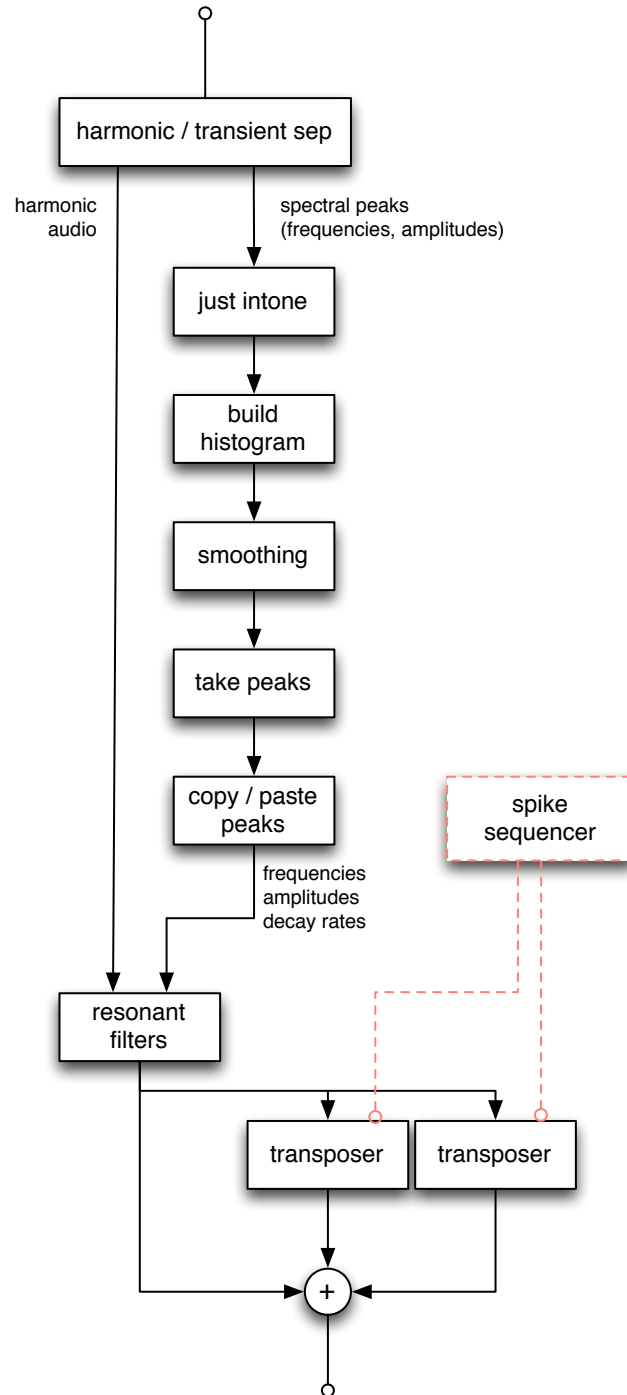 harmonic / transient sep
harmonic
audio
spectral peaks
(frequencies, amplitudes)
just intone
build
histogram
smoothing
take peaks
copy / paste
peaks
spike
sequencer
frequencies
amplitudes
decay rates
resonant
filters
transposer
transposer
+